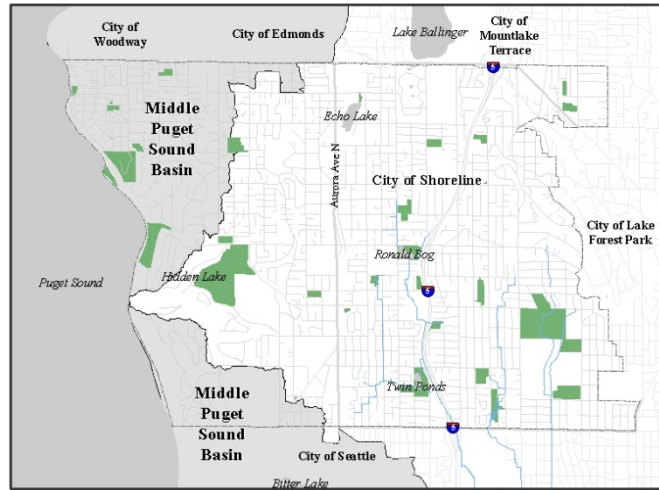 City of
Woodway
City of Edmonds
Lake Ballinger
City of
Mountlake
Terrace
5
Middle
Puget
Sound
Basin
Echo Lake
Aurora Ave N
City of Shoreline
City of Lake
Forest Park
Ronald Bog
Puget Sound
Hidden Lake
5
Twin Ponds
Middle
Puget
Sound
Basin
5
City of Seattle
Bitter Lake